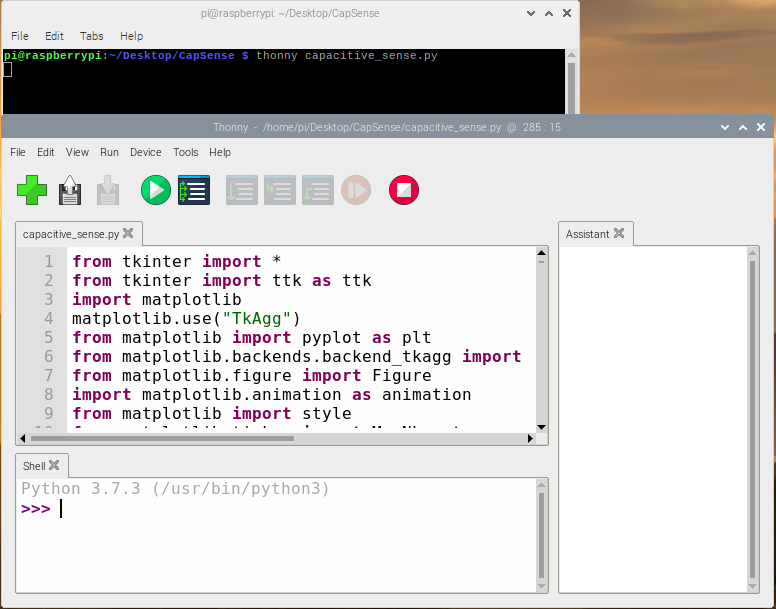 pi@raspberrypi: ~/Desktop/CapSense
File Edit Tabs Help
pi@raspberrypi:~/Desktop/CapSense $ thonny capacitive_sense.py
Thonny - /home/pi/Desktop/CapSense/capacitive_sense.py @ 285 : 15
File Edit View Run Device Tools Help
capacitive_sense.py
1 from tkinter import *
2 from tkinter import ttk as ttk
3 import matplotlib
4 matplotlib.use("TkAgg")
5 from matplotlib import pyplot as plt
6 from matplotlib.backends.backend_tkagg import
7 from matplotlib.figure import Figure
8 import matplotlib.animation as animation
9 from matplotlib import style
Assistant
Shell
Python 3.7.3 (/usr/bin/python3)
>>>